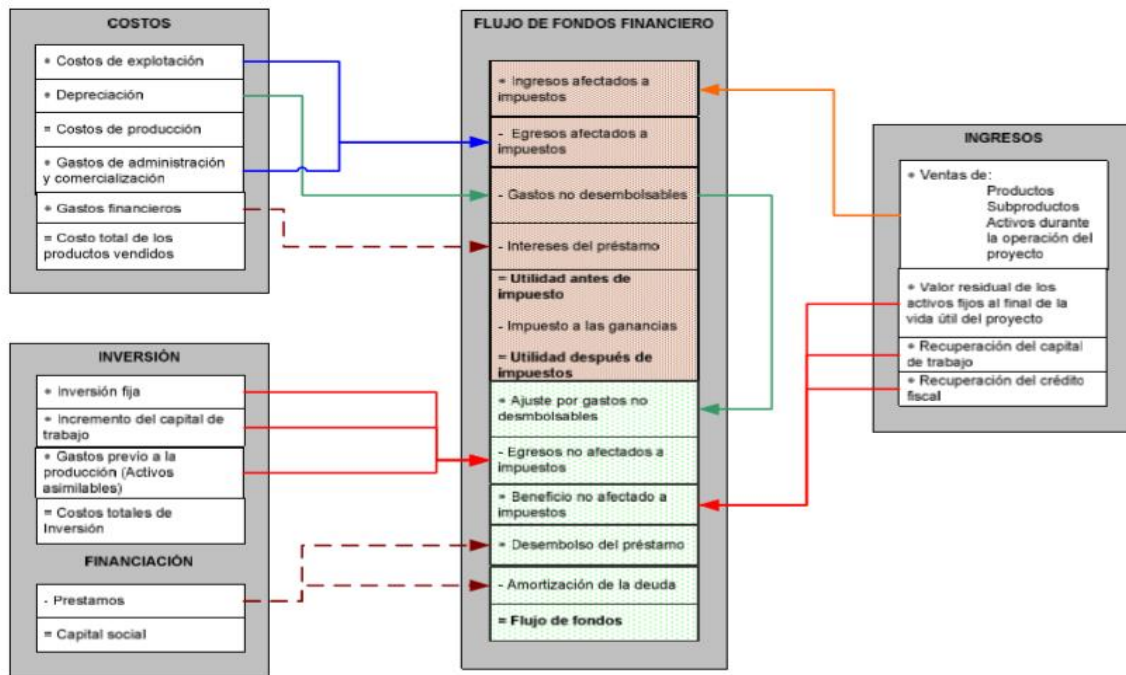 COSTOS
+ Costos de explotación
+ Depreciación
= Costos de producción
+ Gastos de administración
y comercialización
+ Gastos financieros
= Costo total de los
productos vendidos
INVERSIÓN
+ Inversión fija
+ Incremento del capital de
trabajo
+ Gastos previo a la
producción (Activos
asimilables)
= Costos totales de
Inversión
FINANCIACIÓN
- Prestamos
= Capital social
FLUJO DE FONDOS FINANCIERO
+ Ingresos afectados a
impuestos
- Egresos afectados a
impuestos
- Gastos no desembolsables
- Intereses del préstamo
= Utilidad antes de
impuesto
- Impuesto a las ganancias
= Utilidad después de
impuestos
+ Ajuste por gastos no
desmbolsables
- Egresos no afectados a
impuestos
+ Beneficio no afectado a
impuestos
+ Desembolso del préstamo
- Amortización de la deuda
= Flujo de fondos
INGRESOS
+ Ventas de:
Productos
Subproductos
Activos durante
la operación del
proyecto
+ Valor residual de los
activos fijos al final de la
vida útil del proyecto
+ Recuperación del capital
de trabajo
+ Recuperación del crédito
fiscal